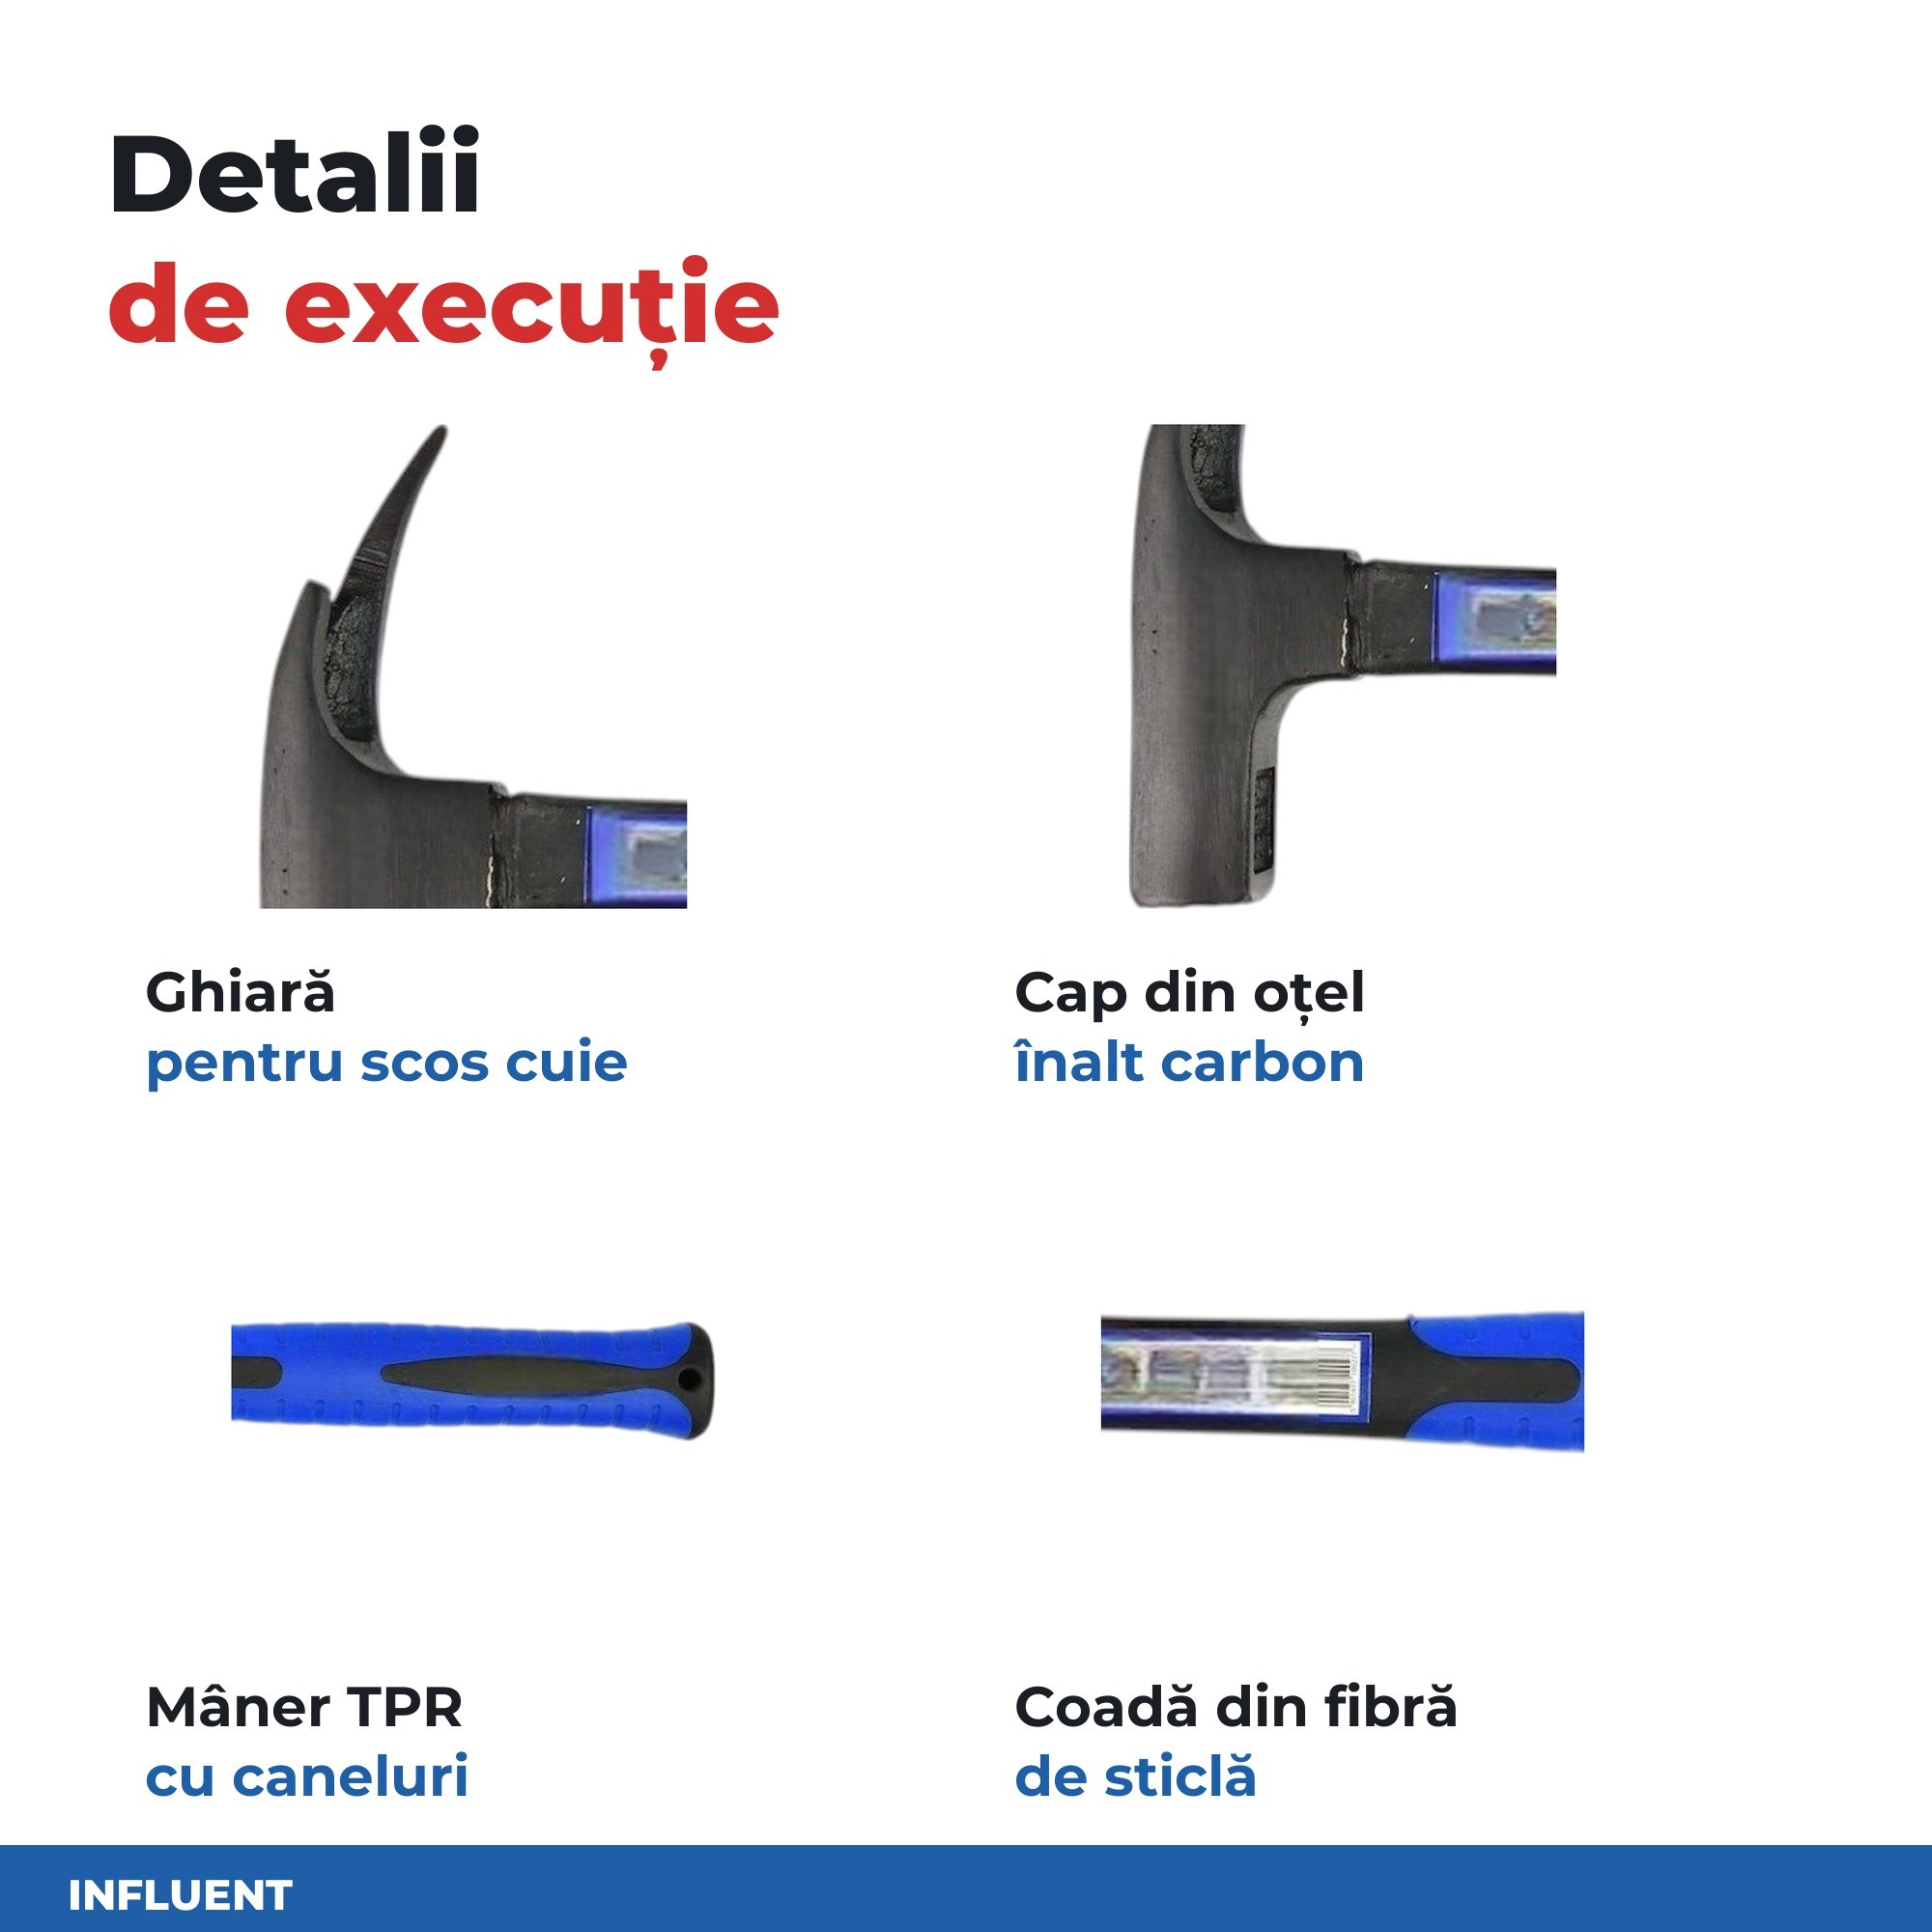 Detalii
de execuție
Ghiară
pentru scos cuie
Cap din oțel
înalt carbon
Mâner TPR
cu caneluri
Coadă din fibră
de sticlă
INFLUENT